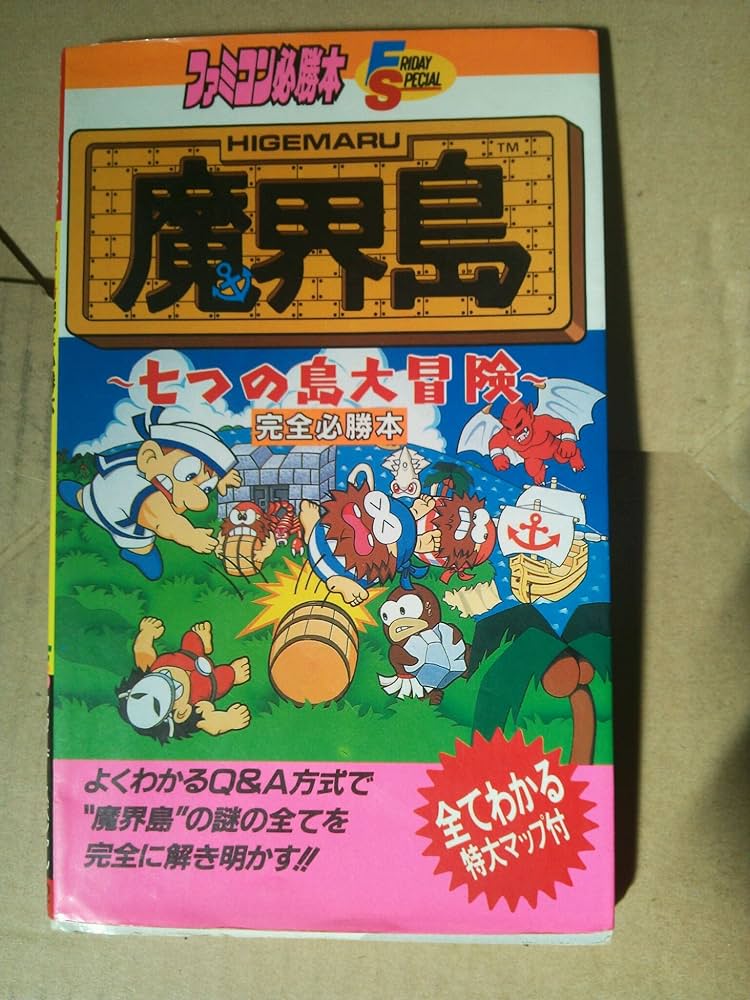 ファミコン必勝本
FRIDAY
SPECIAL
HIGEMARU
TM
魔界島
~七つの島大冒険~
完全必勝本
よくわかるQ&A方式で
"魔界島"の謎の全てを
完全に解き明かす!!
全てわかる
特大マップ付